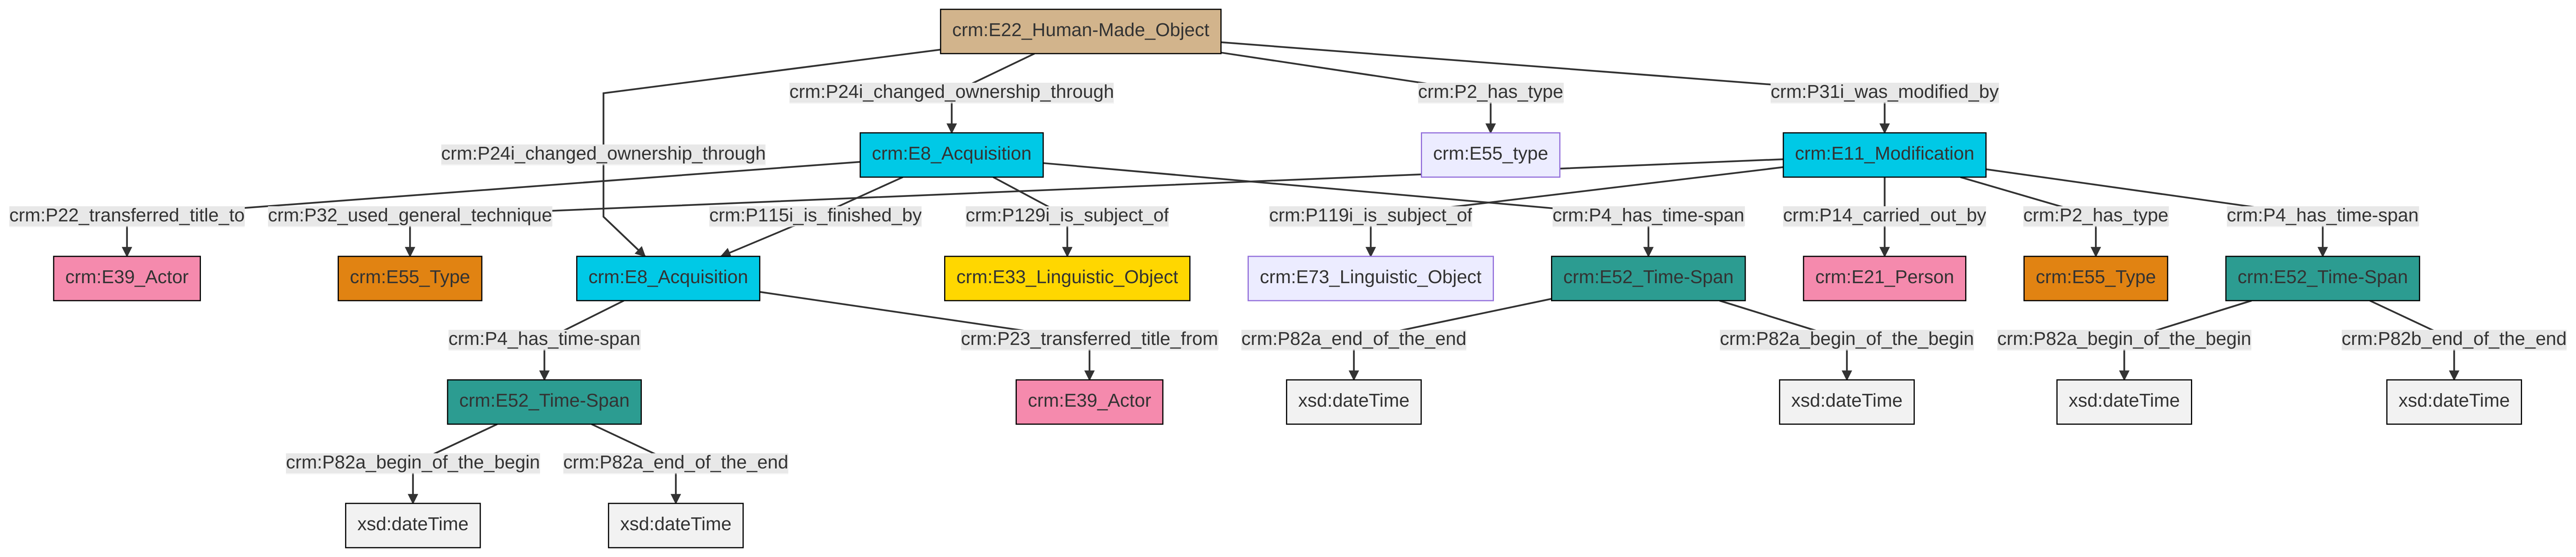 crm:E22_Human-Made_Object
crm:P24i_changed_ownership_through
crm:P2_has_type
crm:P31i_was_modified_by
crm:P24i_changed_ownership_through
crm:E8_Acquisition
crm:E55_type
crm:E11_Modification
crm:P22_transferred_title_to
crm:P32_used_general_technique
crm:P115i_is_finished_by
crm:P129i_is_subject_of
crm:P119i_is_subject_of
crm:P4_has_time-span
crm:P14_carried_out_by
crm:P2_has_type
crm:P4_has_time-span
crm:E39_Actor
crm:E55_Type
crm:E8_Acquisition
crm:E33_Linguistic_Object
crm:E73_Linguistic_Object
crm:E52_Time-Span
crm:E21_Person
crm:E55_Type
crm:E52_Time-Span
crm:P4_has_time-span
crm:P23_transferred_title_from
crm:P82a_end_of_the_end
crm:P82a_begin_of_the_begin
crm:P82a_begin_of_the_begin
crm:P82b_end_of_the_end
crm:E52_Time-Span
crm:E39_Actor
xsd:dateTime
xsd:dateTime
xsd:dateTime
xsd:dateTime
crm:P82a_begin_of_the_begin
crm:P82a_end_of_the_end
xsd:dateTime
xsd:dateTime